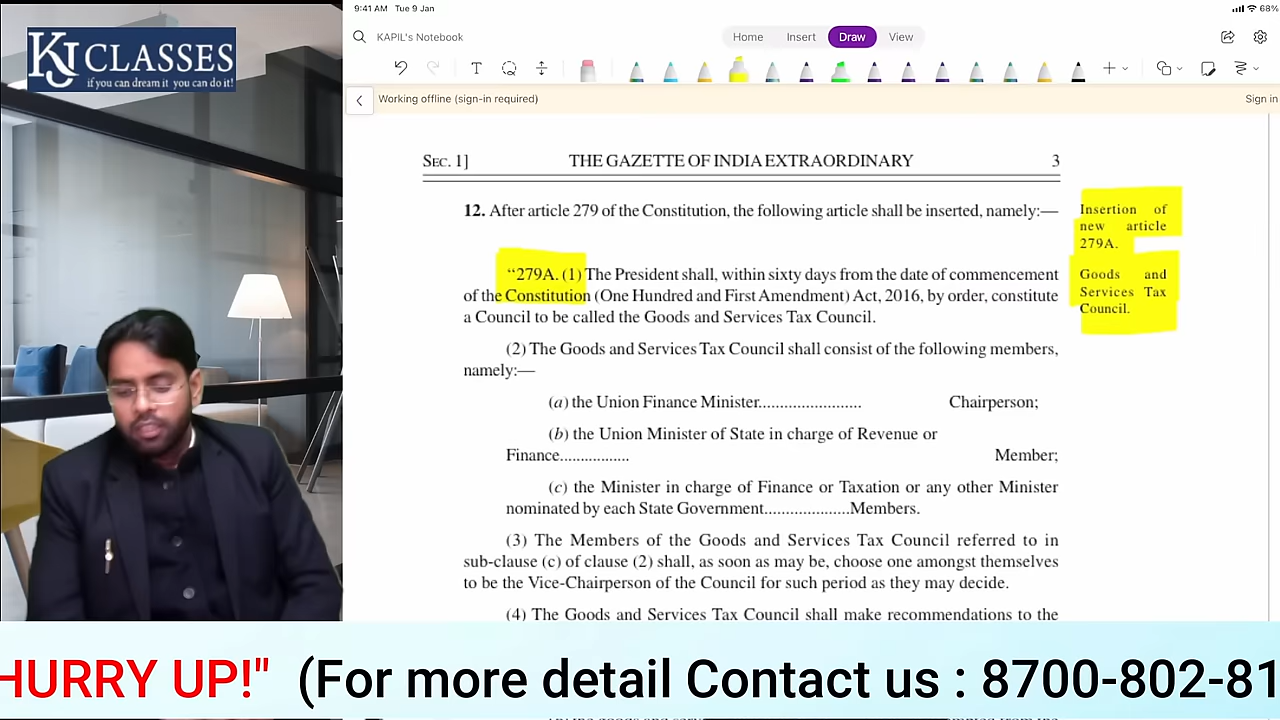 KJ CLASSES
if you can dream it you can do it!
9:41 AM Tue 9 Jan
68%
KAPIL's Notebook
Home Insert Draw View
Working offline (sign-in required)
Sign in
SEC. 1] THE GAZETTE OF INDIA EXTRAORDINARY 3
12. After article 279 of the Constitution, the following article shall be inserted, namely:—
Insertion of
new article
279A.
Goods and
Services Tax
Council.
“279A. (1) The President shall, within sixty days from the date of commencement
of the Constitution (One Hundred and First Amendment) Act, 2016, by order, constitute
a Council to be called the Goods and Services Tax Council.
(2) The Goods and Services Tax Council shall consist of the following members,
namely:—
(a) the Union Finance Minister........................ Chairperson;
(b) the Union Minister of State in charge of Revenue or
Finance................ Member;
(c) the Minister in charge of Finance or Taxation or any other Minister
nominated by each State Government....................Members.
(3) The Members of the Goods and Services Tax Council referred to in
sub-clause (c) of clause (2) shall, as soon as may be, choose one amongst themselves
to be the Vice-Chairperson of the Council for such period as they may decide.
(4) The Goods and Services Tax Council shall make recommendations to the
HURRY UP!" (For more detail Contact us : 8700-802-81